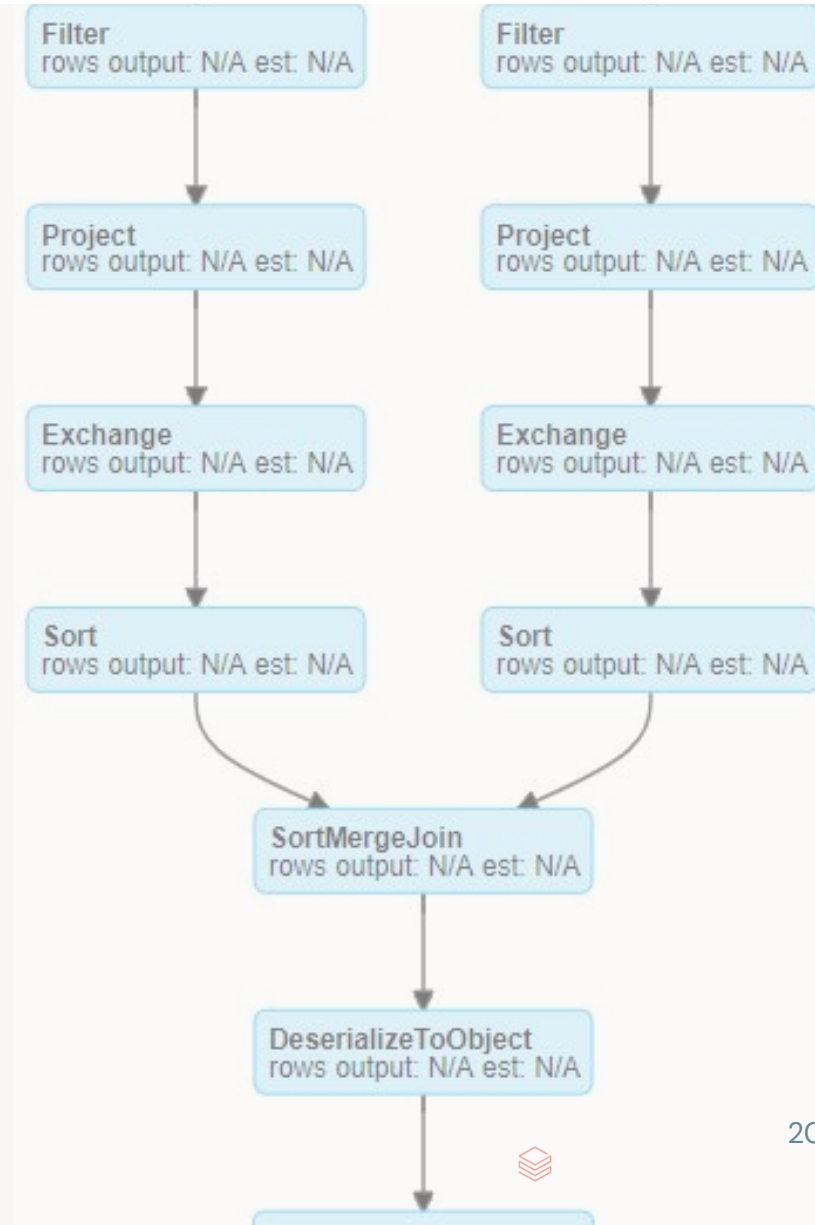 Filter
rows output: N/A est: N/A
Filter
rows output: N/A est: N/A
Project
rows output: N/A est: N/A
Project
rows output: N/A est: N/A
Exchange
rows output: N/A est: N/A
Exchange
rows output: N/A est: N/A
Sort
rows output: N/A est: N/A
Sort
rows output: N/A est: N/A
SortMergeJoin
rows output: N/A est: N/A
DeserializeToObject
rows output: N/A est: N/A